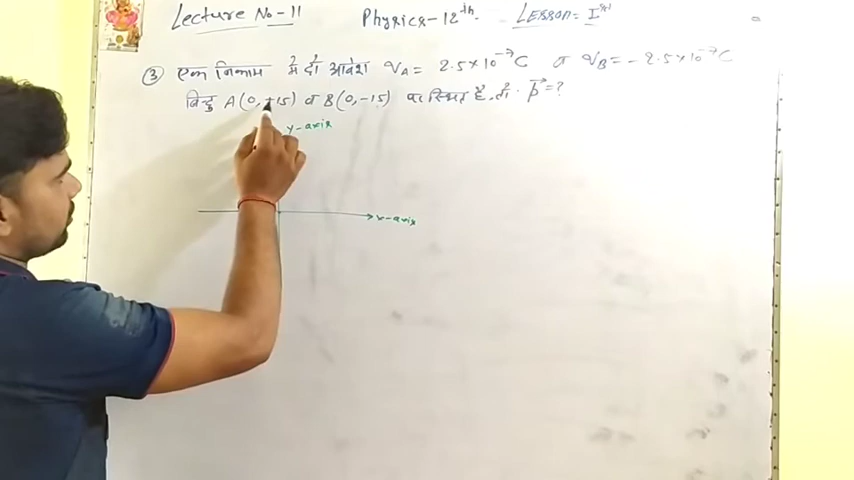 Lecture No - 11 Physics - 12th. LESSON = Ist
③ एक निकाय में दो आवेश qA = 2.5×10⁻⁷C व qB = -2.5×10⁻⁷C
बिन्दु A(0,+15) व B(0,-15) पर स्थित है, तो p⃗ = ?
y-axis
x-axis